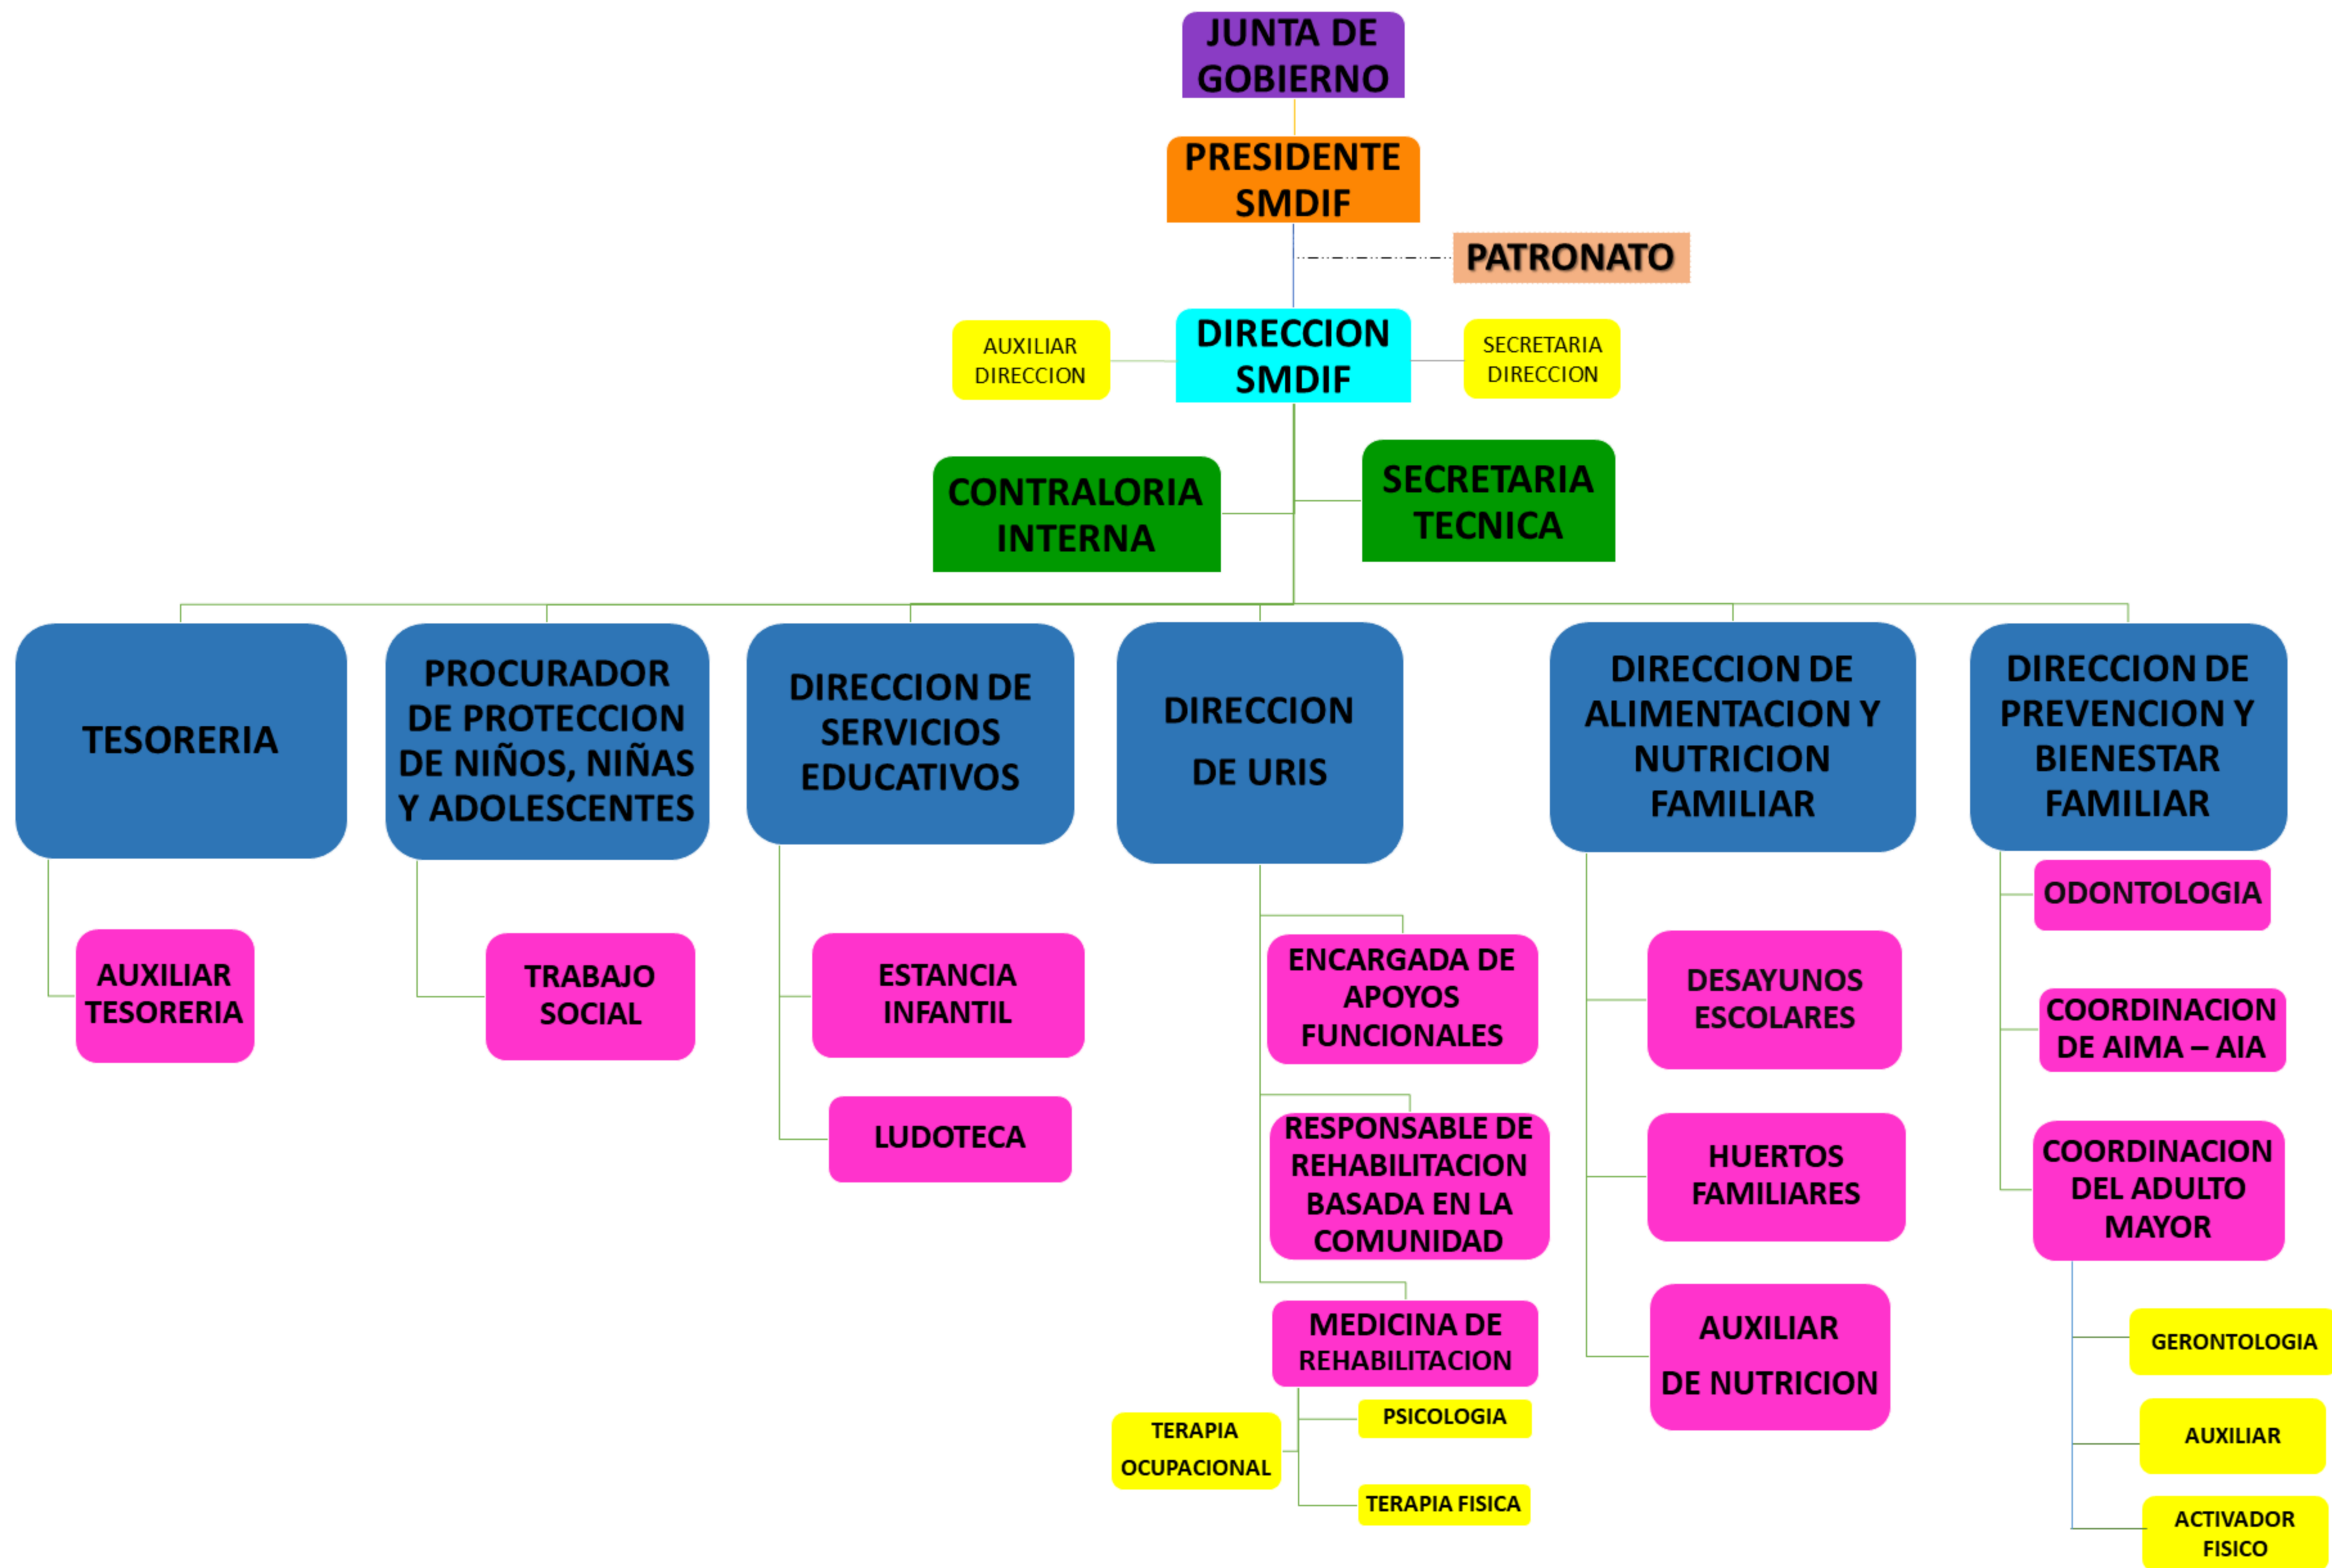 JUNTA DE
GOBIERNO
PRESIDENTE
SMDIF
PATRONATO
AUXILIAR
DIRECCION
DIRECCION
SMDIF
SECRETARIA
DIRECCION
CONTRALORIA
INTERNA
SECRETARIA
TECNICA
TESORERIA
PROCURADOR
DE PROTECCION
DE NIÑOS, NIÑAS
Y ADOLESCENTES
DIRECCION DE
SERVICIOS
EDUCATIVOS
DIRECCION
DE URIS
DIRECCION DE
ALIMENTACION Y
NUTRICION
FAMILIAR
DIRECCION DE
PREVENCION Y
BIENESTAR
FAMILIAR
AUXILIAR
TESORERIA
TRABAJO
SOCIAL
ESTANCIA
INFANTIL
LUDOTECA
ENCARGADA DE
APOYOS
FUNCIONALES
RESPONSABLE DE
REHABILITACION
BASADA EN LA
COMUNIDAD
MEDICINA DE
REHABILITACION
TERAPIA
OCUPACIONAL
PSICOLOGIA
TERAPIA FISICA
DESAYUNOS
ESCOLARES
HUERTOS
FAMILIARES
AUXILIAR
DE NUTRICION
ODONTOLOGIA
COORDINACION
DE AIMA – AIA
COORDINACION
DEL ADULTO
MAYOR
GERONTOLOGIA
AUXILIAR
ACTIVADOR
FISICO